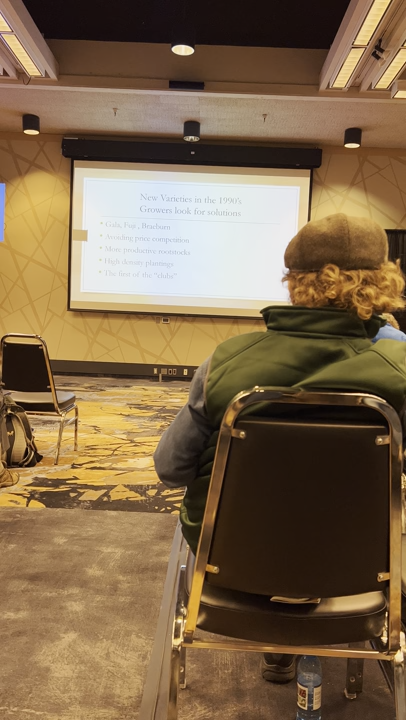 New Varieties in the 1990's
Growers look for solutions
• Gala, Fuji , Braeburn
• Avoiding price competition
• More productive rootstocks
• High density plantings
• The first of the "clubs"